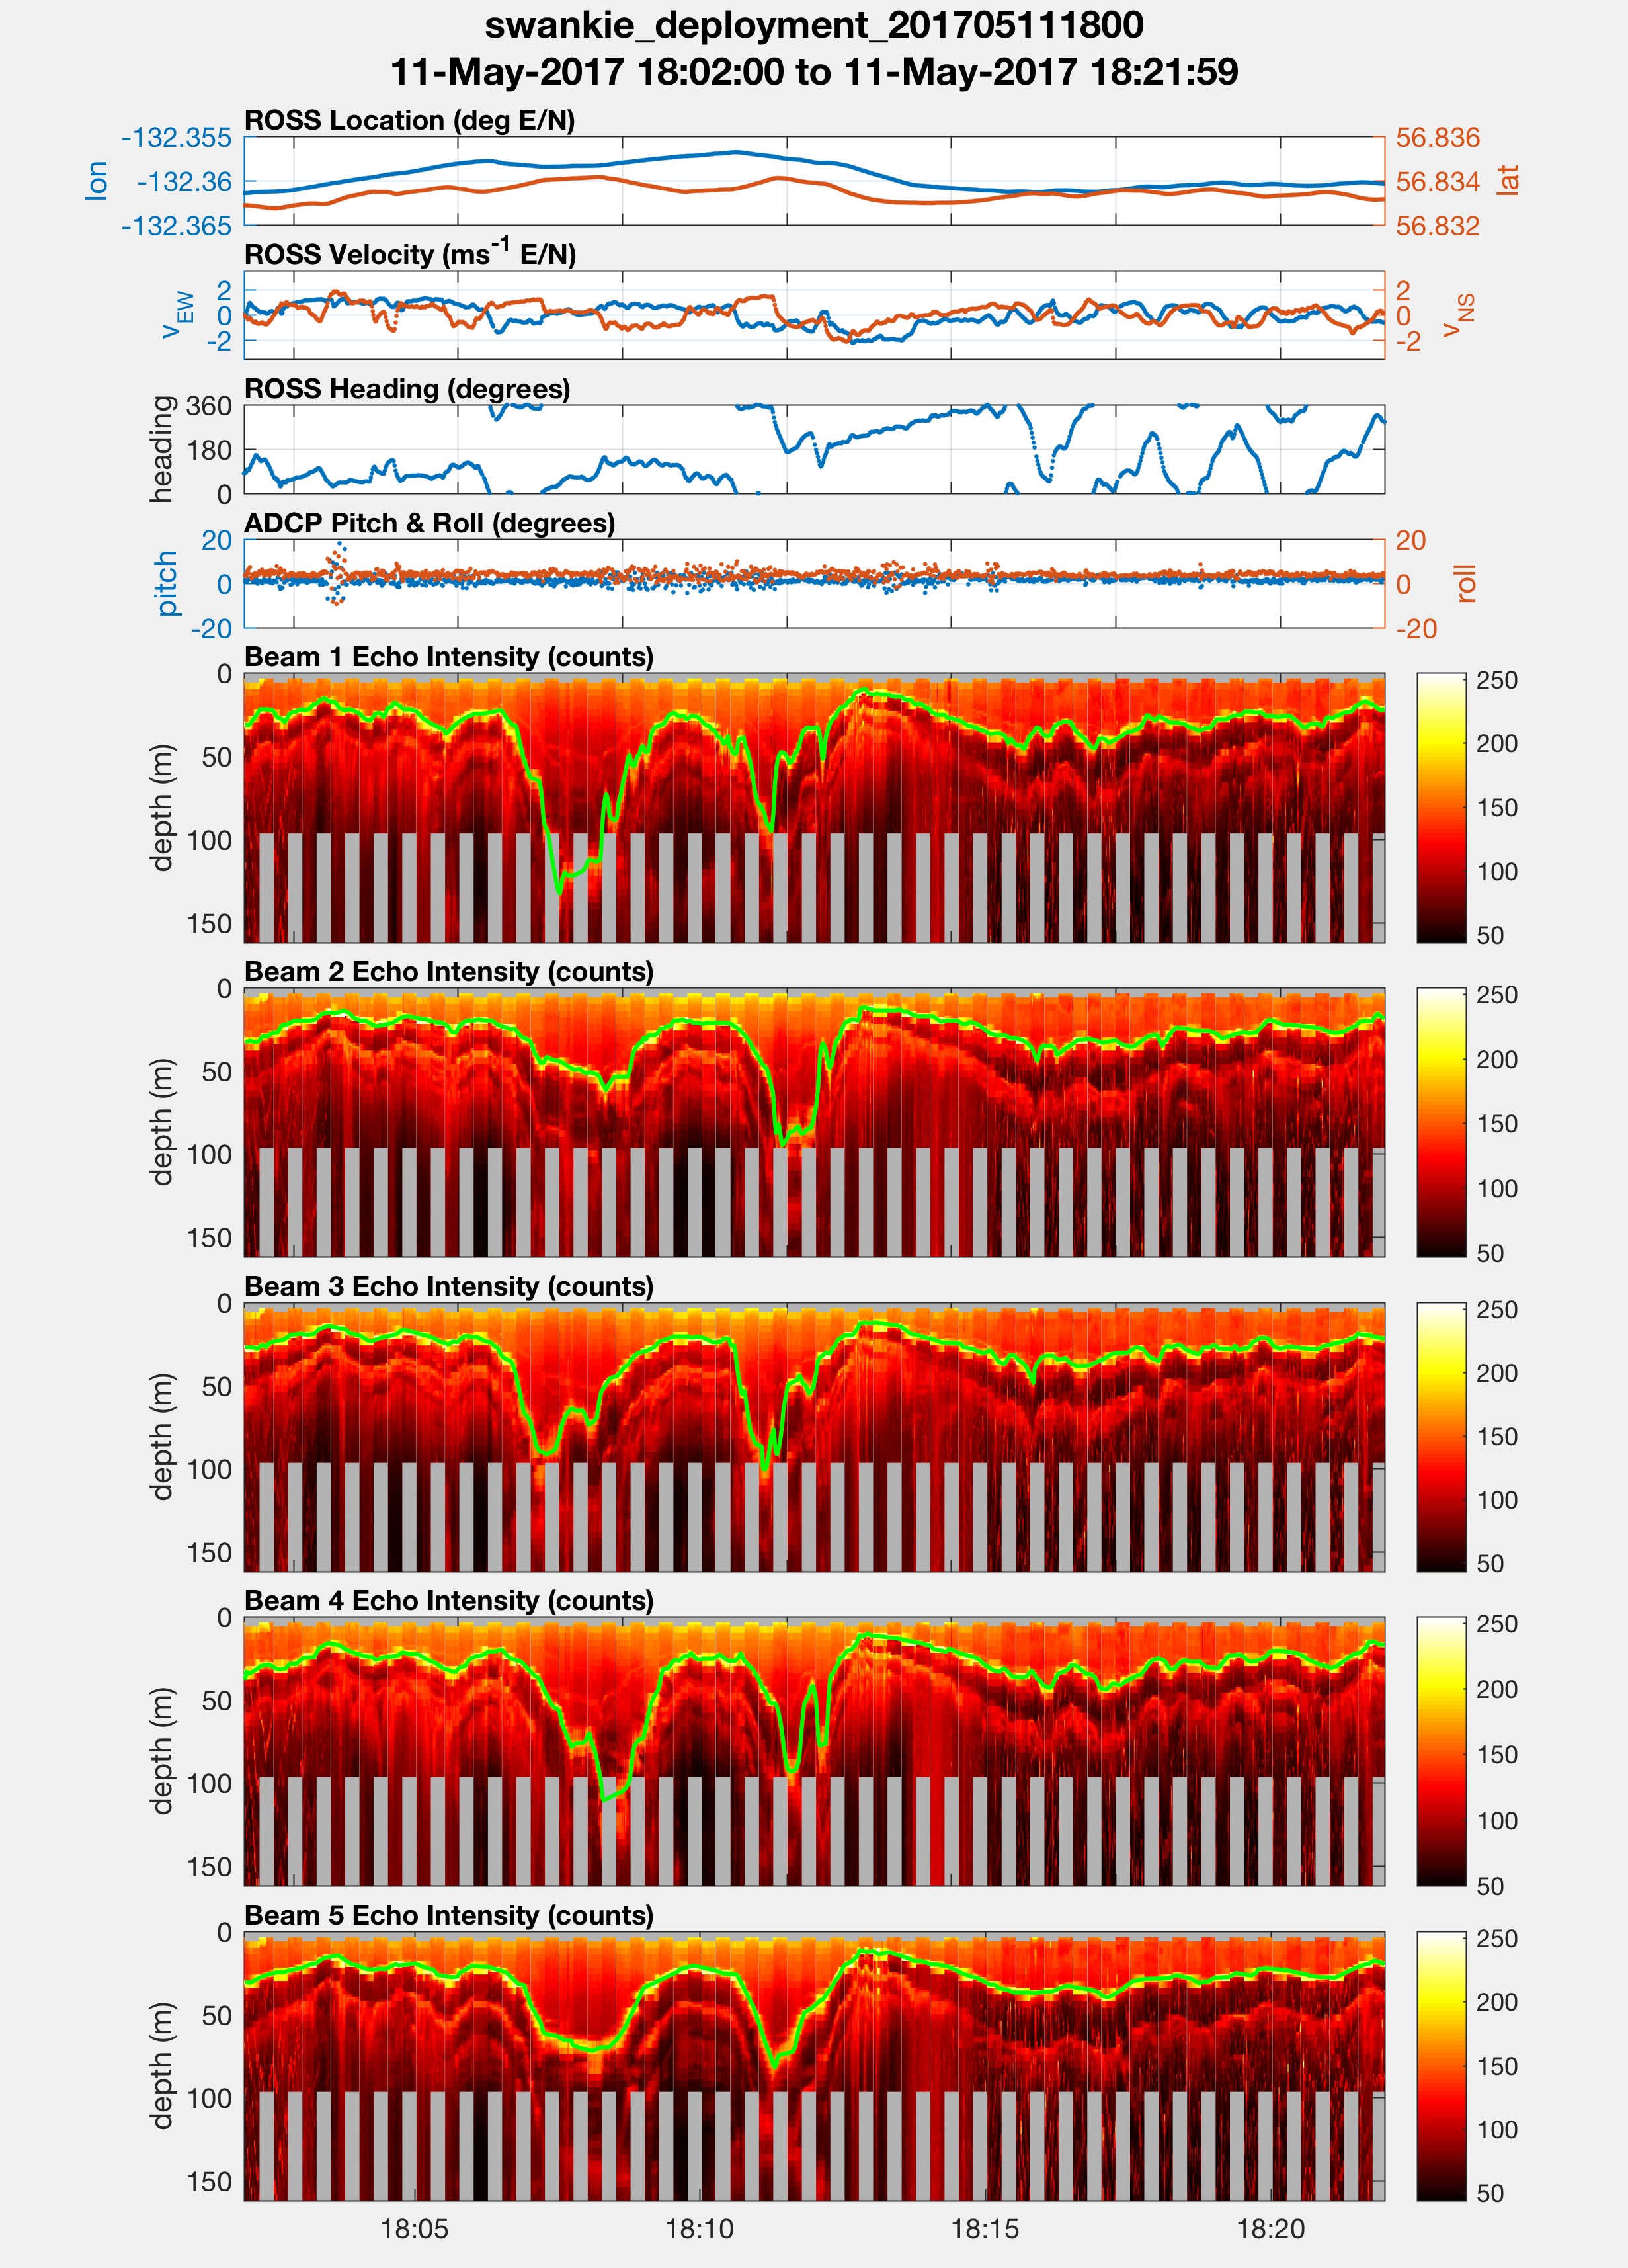 swankie_deployment_201705111800
11-May-2017 18:02:00 to 11-May-2017 18:21:59
ROSS Location (deg E/N)
-132.355
-132.36
-132.365
lon
56.836
56.834
56.832
lat
ROSS Velocity (ms⁻¹ E/N)
2
0
-2
v_EW
2
0
-2
v_NS
ROSS Heading (degrees)
360
180
0
heading
ADCP Pitch & Roll (degrees)
20
0
-20
pitch
20
0
-20
roll
Beam 1 Echo Intensity (counts)
0
50
100
150
depth (m)
250
200
150
100
50
Beam 2 Echo Intensity (counts)
0
50
100
150
depth (m)
250
200
150
100
50
Beam 3 Echo Intensity (counts)
0
50
100
150
depth (m)
250
200
150
100
50
Beam 4 Echo Intensity (counts)
0
50
100
150
depth (m)
250
200
150
100
50
Beam 5 Echo Intensity (counts)
0
50
100
150
depth (m)
250
200
150
100
50
18:05 18:10 18:15 18:20